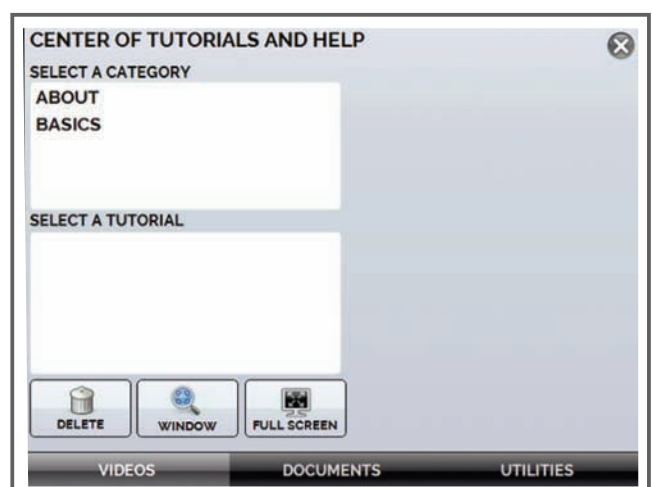 CENTER OF TUTORIALS AND HELP
SELECT A CATEGORY
ABOUT
BASICS
SELECT A TUTORIAL
DELETE
WINDOW
FULL SCREEN
VIDEOS
DOCUMENTS
UTILITIES